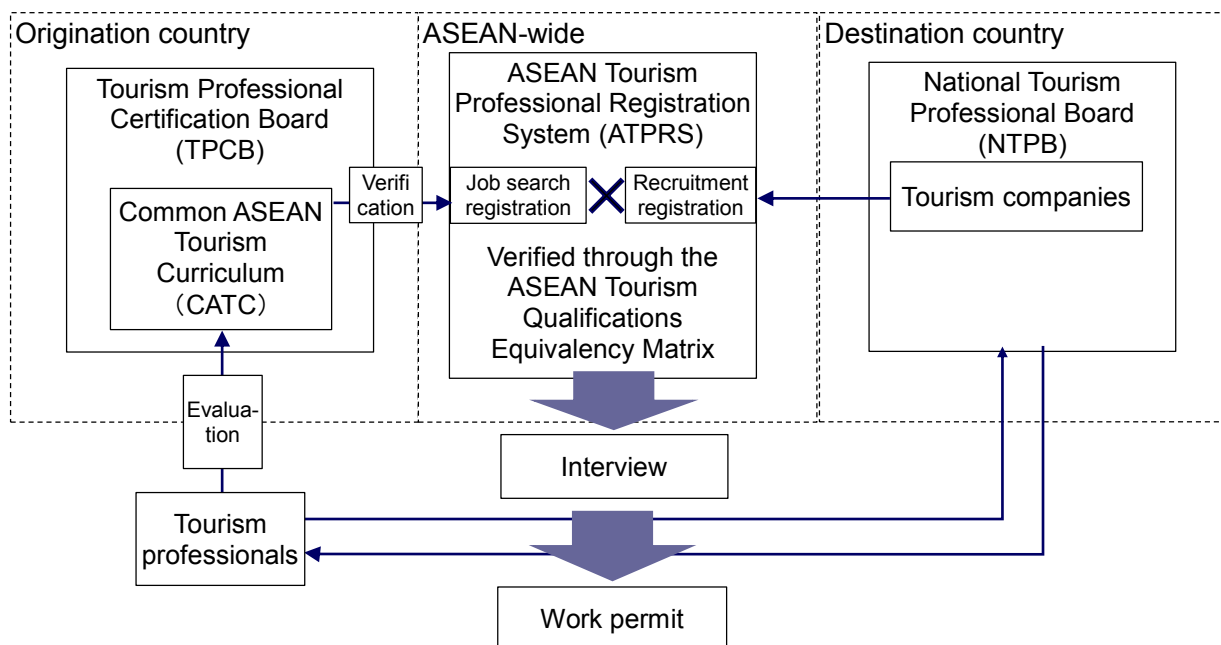 Origination country
Tourism Professional
Certification Board
(TPCB)
Common ASEAN
Tourism
Curriculum
（CATC）
Verifi
cation
Evalua-
tion
Tourism
professionals
ASEAN-wide
ASEAN Tourism
Professional Registration
System (ATPRS)
Job search
registration
Recruitment
registration
Verified through the
ASEAN Tourism
Qualifications
Equivalency Matrix
Interview
Work permit
Destination country
National Tourism
Professional Board
(NTPB)
Tourism companies